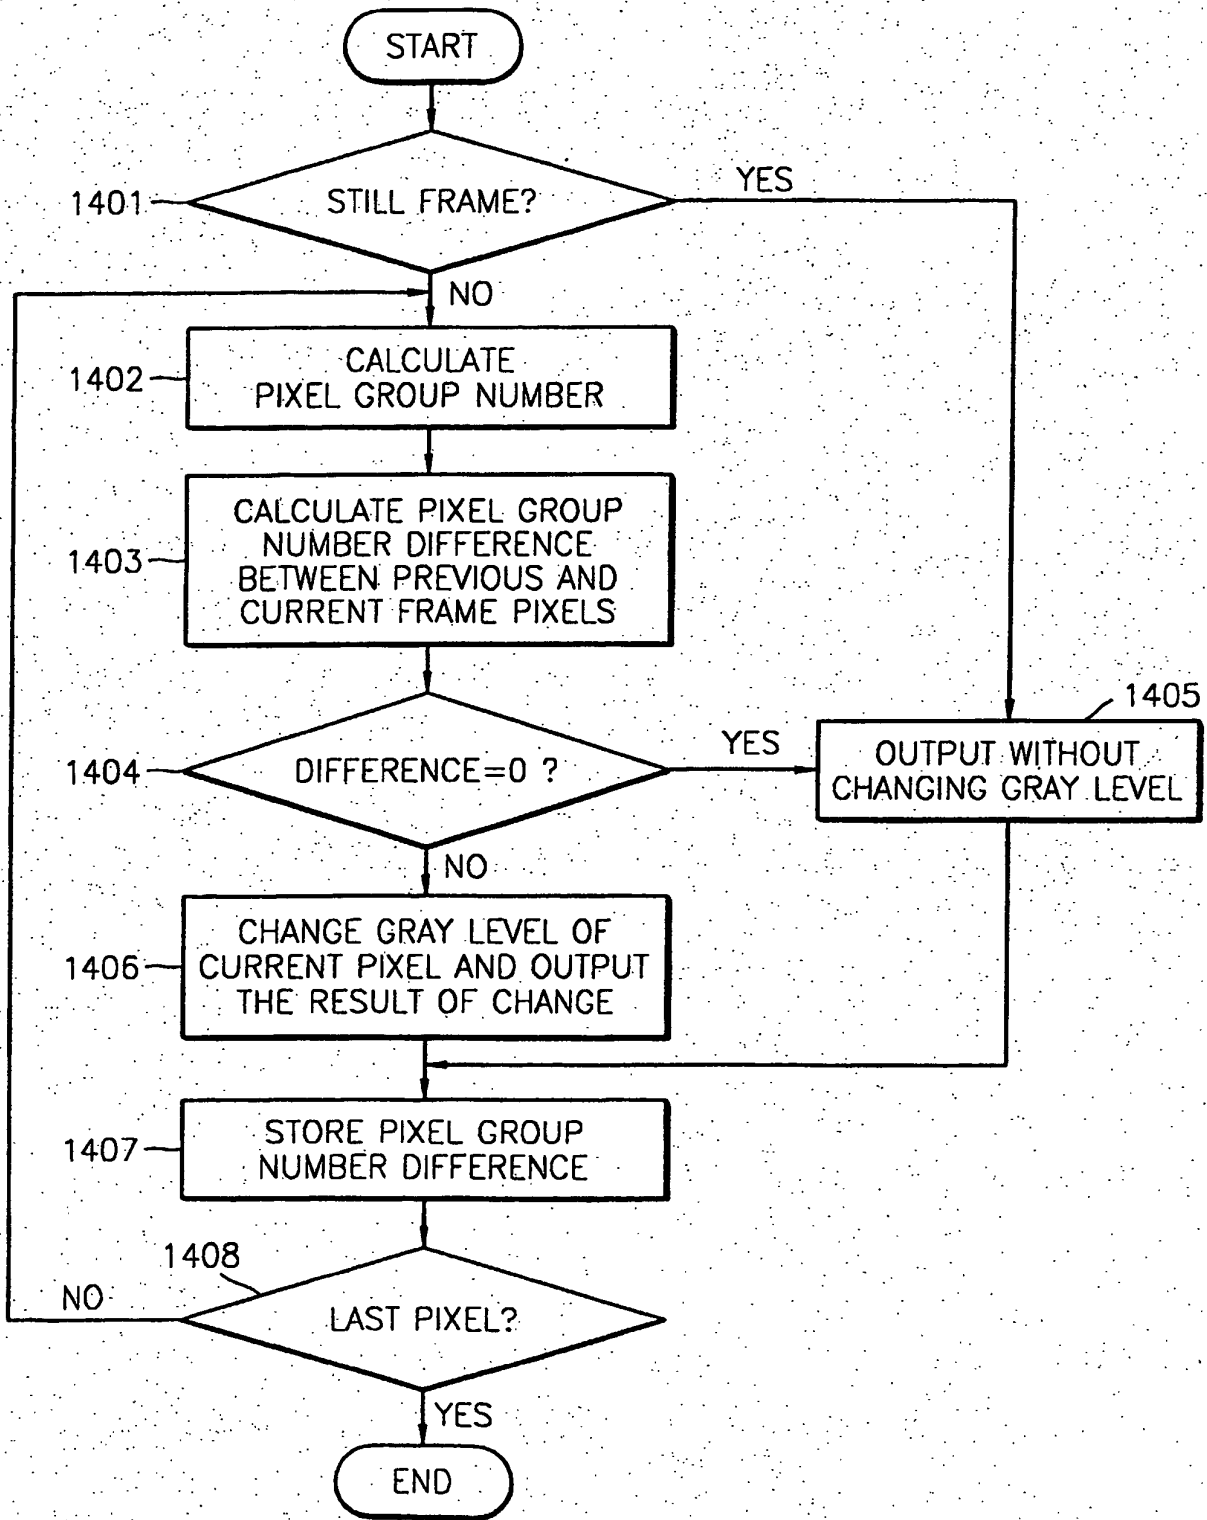 START
1401
STILL FRAME?
YES
NO
1402
CALCULATE
PIXEL GROUP NUMBER
1403
CALCULATE PIXEL GROUP
NUMBER DIFFERENCE
BETWEEN PREVIOUS AND
CURRENT FRAME PIXELS
1404
DIFFERENCE=0 ?
YES
1405
OUTPUT WITHOUT
CHANGING GRAY LEVEL
NO
1406
CHANGE GRAY LEVEL OF
CURRENT PIXEL AND OUTPUT
THE RESULT OF CHANGE
1407
STORE PIXEL GROUP
NUMBER DIFFERENCE
1408
NO
LAST PIXEL?
YES
END